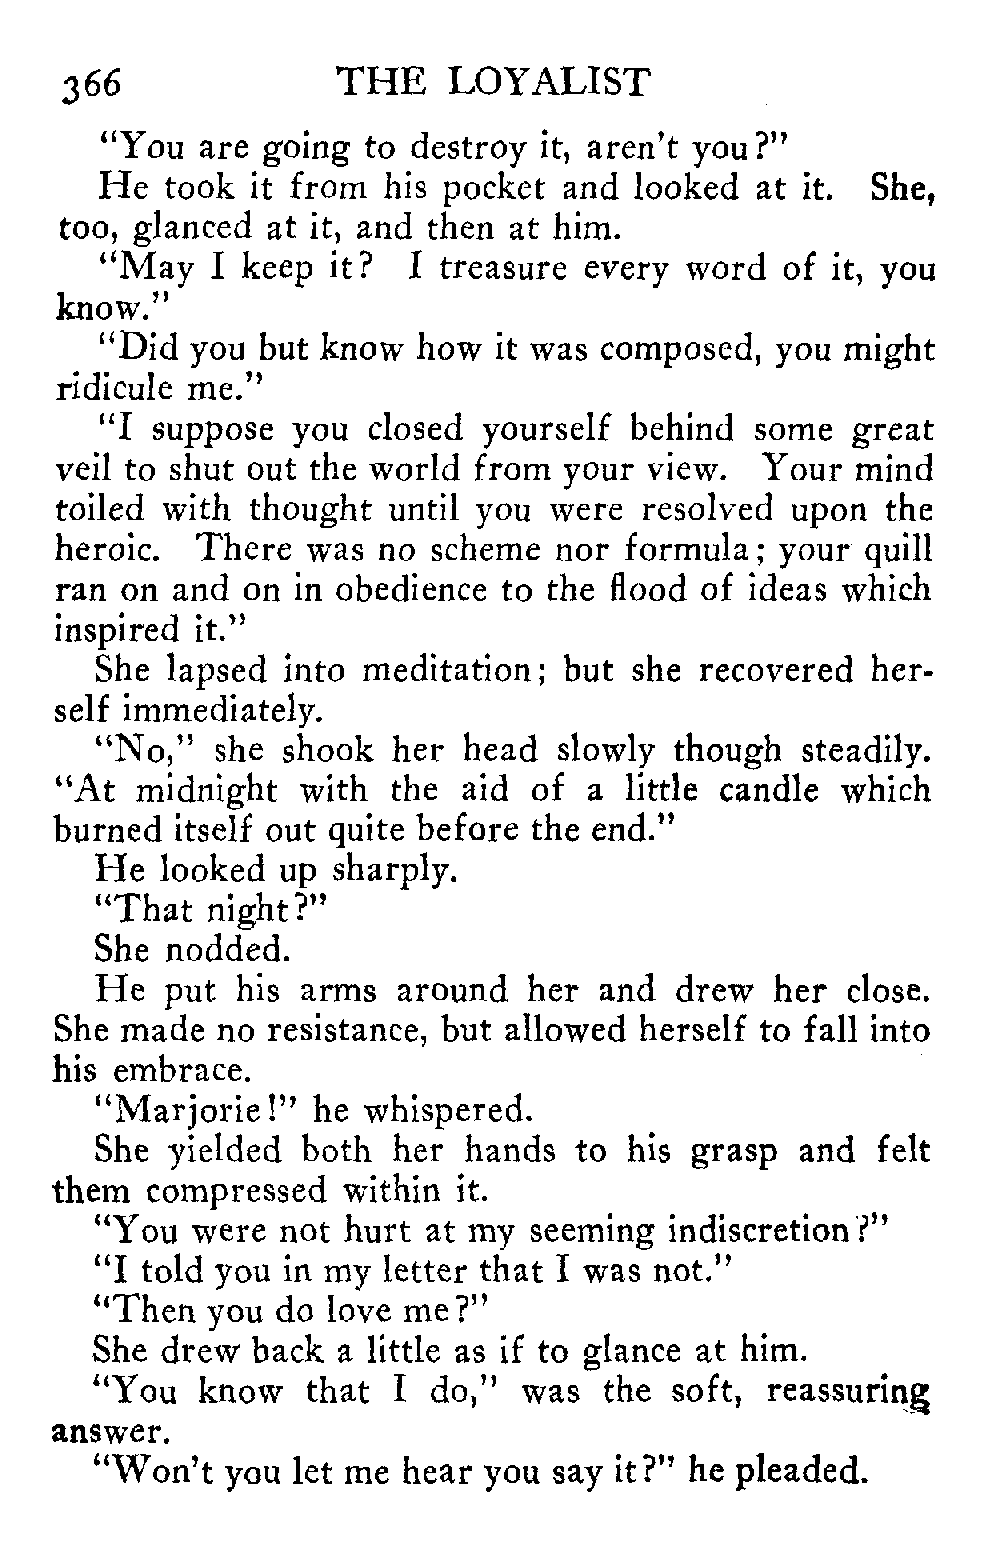 366 THE LOYALIST
"You are going to destroy it, aren't you?"
He took it from his pocket and looked at it. She,
too, glanced at it, and then at him.
"May I keep it? I treasure every word of it, you
know."
"Did you but know how it was composed, you might
ridicule me."
"I suppose you closed yourself behind some great
veil to shut out the world from your view. Your mind
toiled with thought until you were resolved upon the
heroic. There was no scheme nor formula; your quill
ran on and on in obedience to the flood of ideas which
inspired it."
She lapsed into meditation; but she recovered her-
self immediately.
"No," she shook her head slowly though steadily.
"At midnight with the aid of a little candle which
burned itself out quite before the end."
He looked up sharply.
"That night?"
She nodded.
He put his arms around her and drew her close.
She made no resistance, but allowed herself to fall into
his embrace.
"Marjorie!" he whispered.
She yielded both her hands to his grasp and felt
them compressed within it.
"You were not hurt at my seeming indiscretion?"
"I told you in my letter that I was not."
"Then you do love me?"
She drew back a little as if to glance at him.
"You know that I do," was the soft, reassuring
answer.
"Won't you let me hear you say it?" he pleaded.